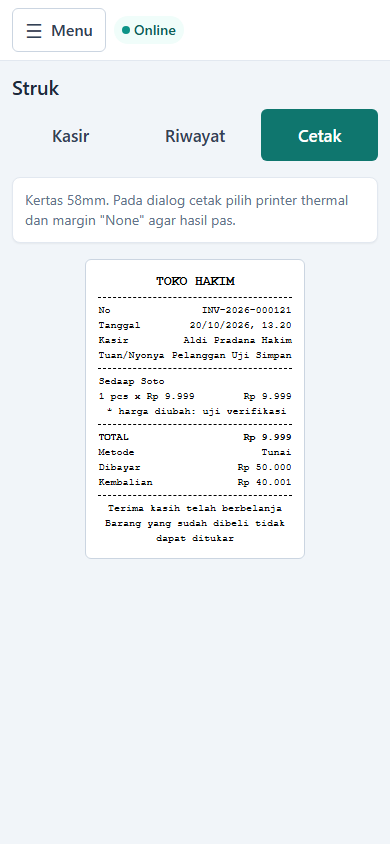 ☰ Menu
Online
Struk
Kasir Riwayat Cetak
Kertas 58mm. Pada dialog cetak pilih printer thermal
dan margin "None" agar hasil pas.
TOKO HAKIM
No INV-2026-000121
Tanggal 20/10/2026, 13.20
Kasir Aldi Pradana Hakim
Tuan/Nyonya Pelanggan Uji Simpan
Sedaap Soto
1 pcs x Rp 9.999 Rp 9.999
* harga diubah: uji verifikasi
TOTAL Rp 9.999
Metode Tunai
Dibayar Rp 50.000
Kembalian Rp 40.001
Terima kasih telah berbelanja
Barang yang sudah dibeli tidak
dapat ditukar